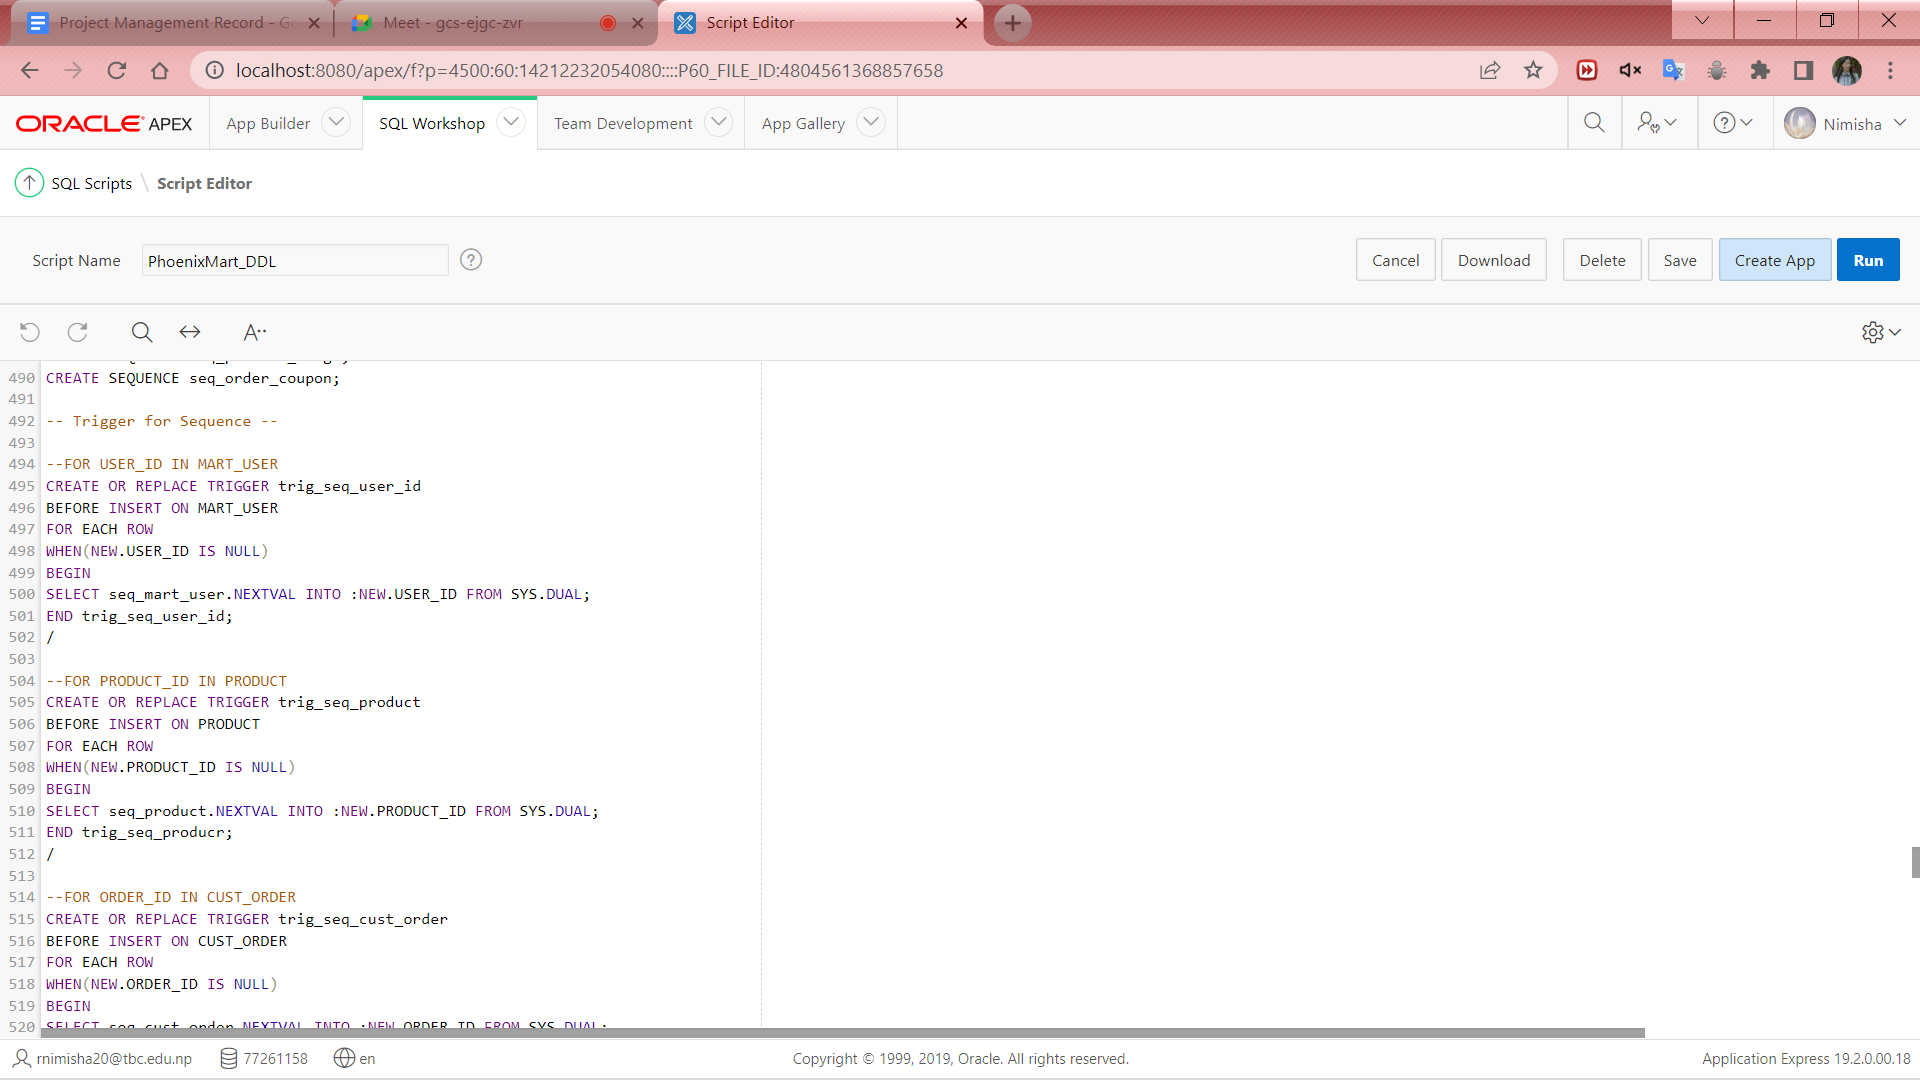 Project Management Record - G
Meet - gcs-ejgc-zvr
Script Editor
localhost:8080/apex/f?p=4500:60:14212232054080::::P60_FILE_ID:4804561368857658
ORACLE APEX
App Builder
SQL Workshop
Team Development
App Gallery
Nimisha
SQL Scripts \ Script Editor
Script Name
PhoenixMart_DDL
Cancel
Download
Delete
Save
Create App
Run
490 CREATE SEQUENCE seq_order_coupon;
491
492 -- Trigger for Sequence --
493
494 --FOR USER_ID IN MART_USER
495 CREATE OR REPLACE TRIGGER trig_seq_user_id
496 BEFORE INSERT ON MART_USER
497 FOR EACH ROW
498 WHEN(NEW.USER_ID IS NULL)
499 BEGIN
500 SELECT seq_mart_user.NEXTVAL INTO :NEW.USER_ID FROM SYS.DUAL;
501 END trig_seq_user_id;
502 /
503
504 --FOR PRODUCT_ID IN PRODUCT
505 CREATE OR REPLACE TRIGGER trig_seq_product
506 BEFORE INSERT ON PRODUCT
507 FOR EACH ROW
508 WHEN(NEW.PRODUCT_ID IS NULL)
509 BEGIN
510 SELECT seq_product.NEXTVAL INTO :NEW.PRODUCT_ID FROM SYS.DUAL;
511 END trig_seq_producr;
512 /
513
514 --FOR ORDER_ID IN CUST_ORDER
515 CREATE OR REPLACE TRIGGER trig_seq_cust_order
516 BEFORE INSERT ON CUST_ORDER
517 FOR EACH ROW
518 WHEN(NEW.ORDER_ID IS NULL)
519 BEGIN
520 SELECT seq_cust_order.NEXTVAL INTO :NEW.ORDER_ID FROM SYS.DUAL;
rnimisha20@tbc.edu.np
77261158
en
Copyright © 1999, 2019, Oracle. All rights reserved.
Application Express 19.2.0.00.18